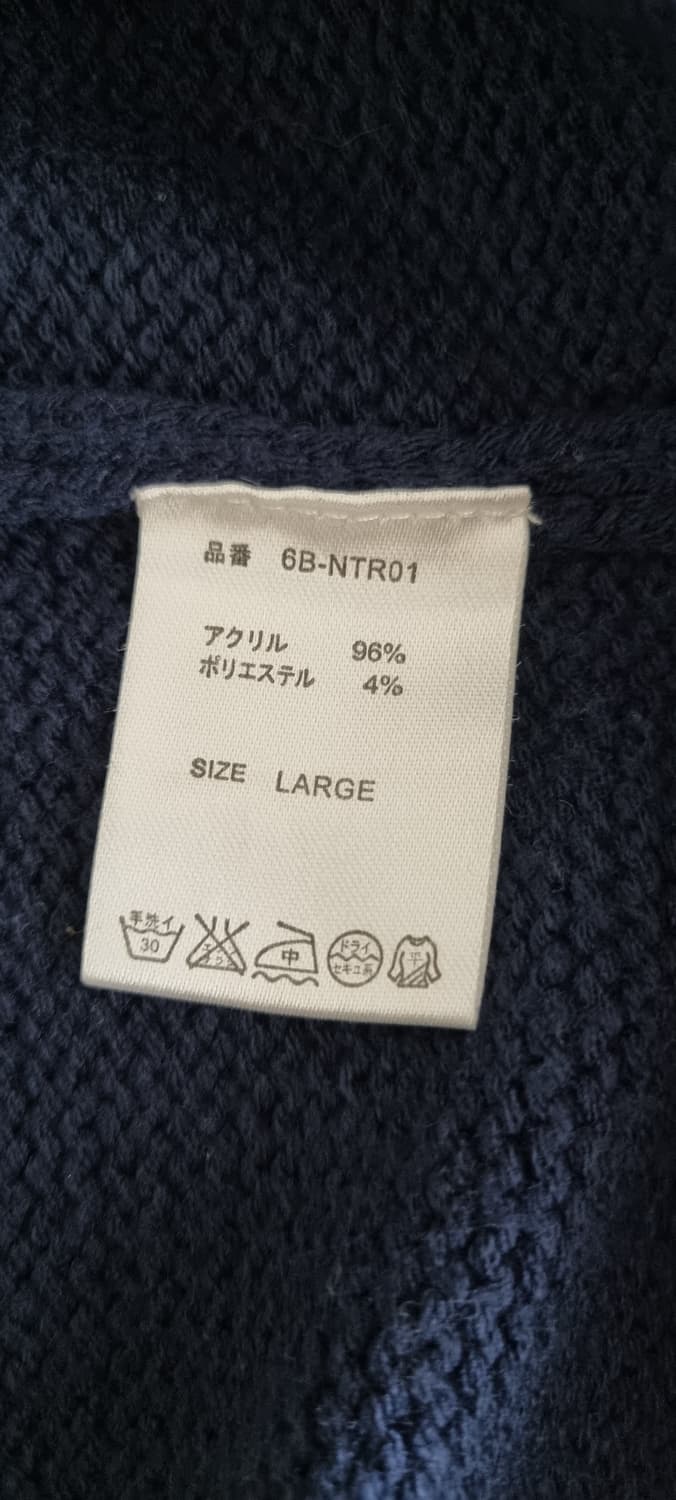 品番 6B-NTR01
アクリル 96%
ポリエステル 4%
SIZE LARGE
手洗イ
30
中
ドライ
セキユ系
平